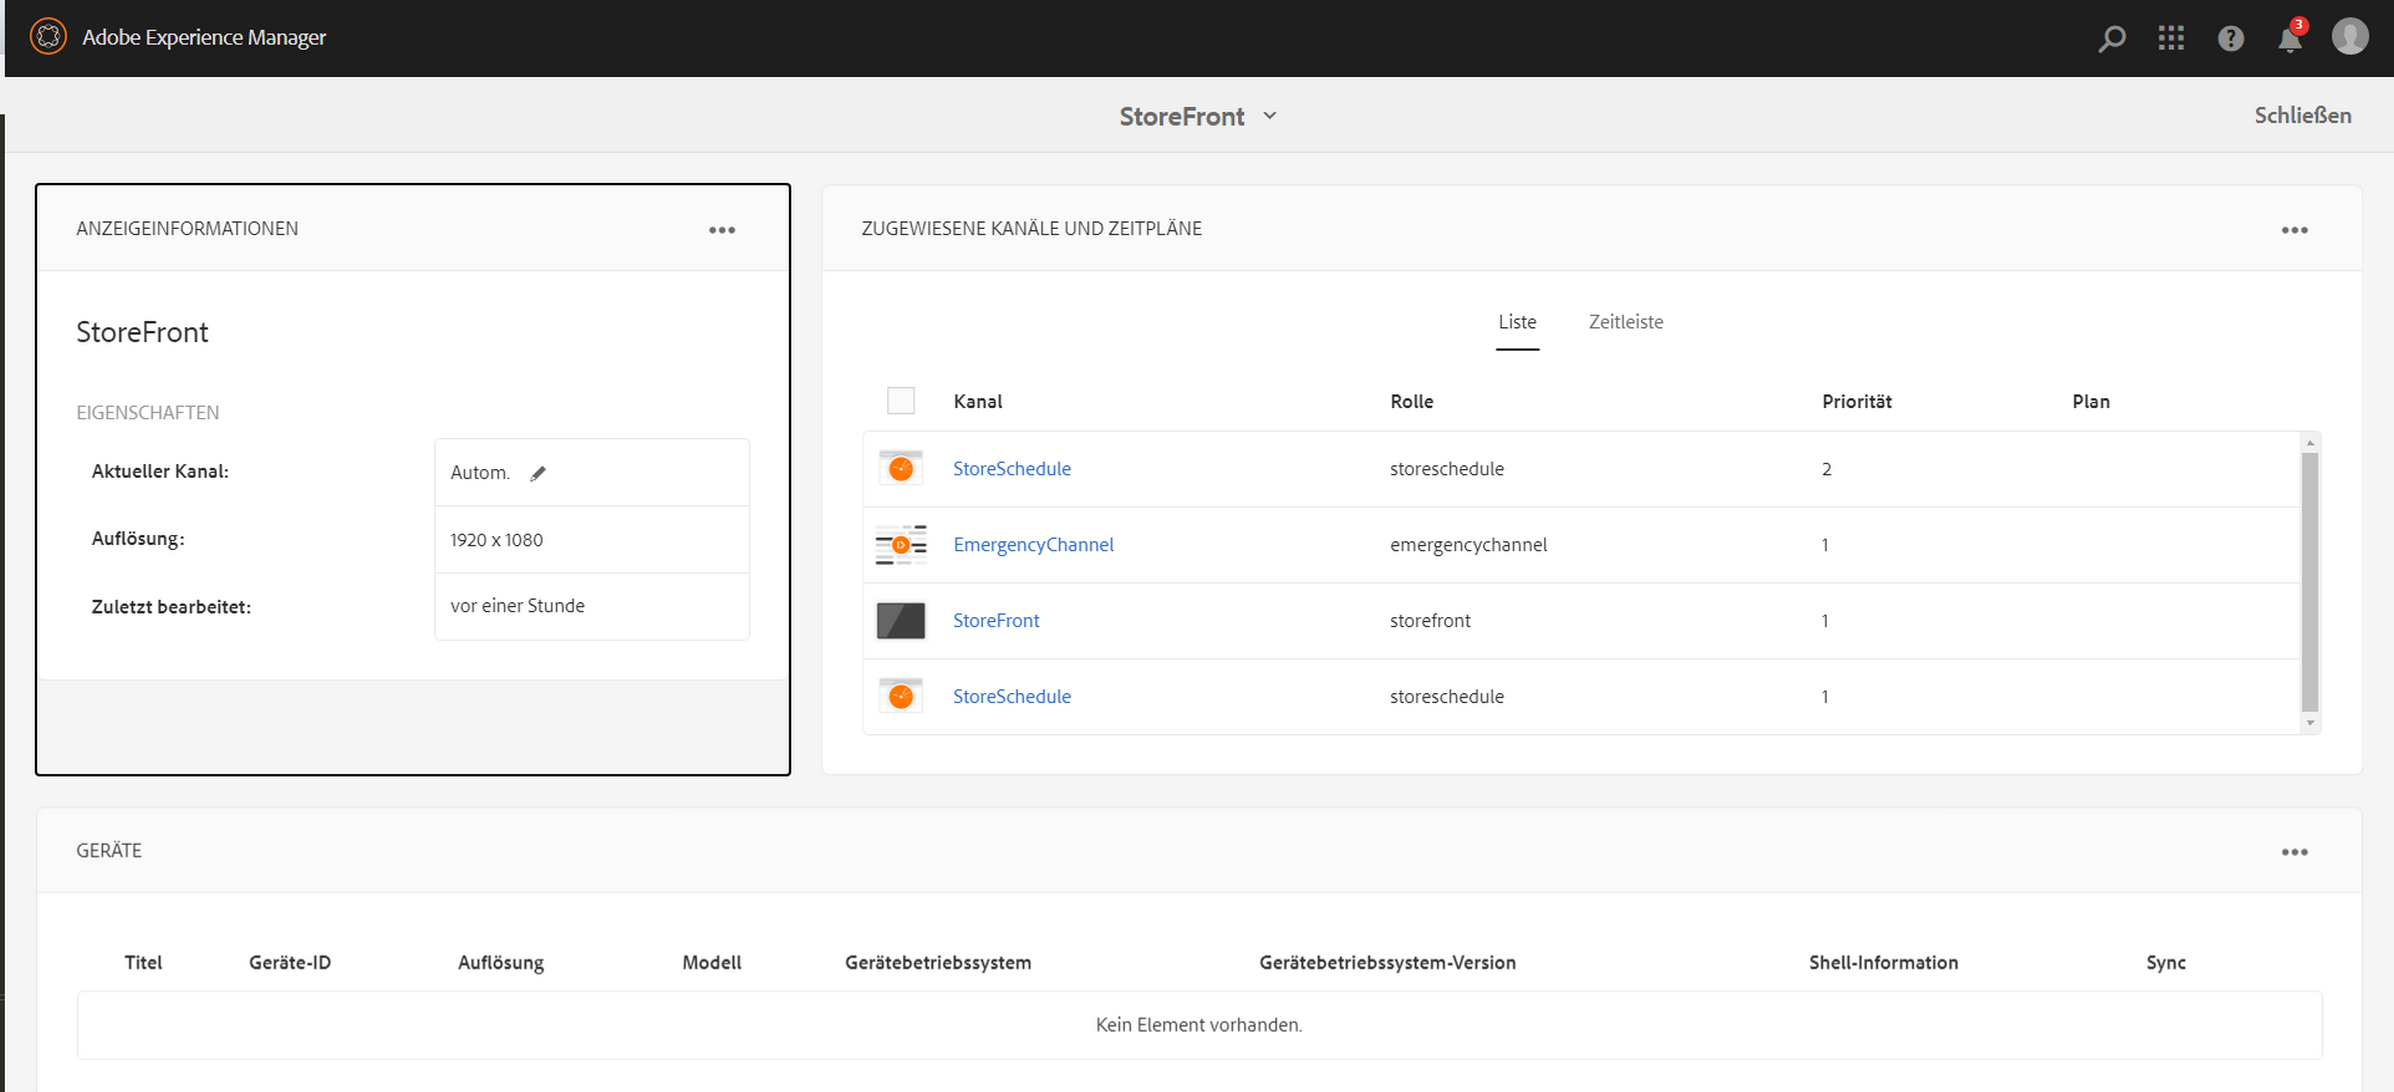 Adobe Experience Manager
3
StoreFront
Schließen
ANZEIGEINFORMATIONEN
StoreFront
EIGENSCHAFTEN
Aktueller Kanal: Autom.
Auflösung: 1920 x 1080
Zuletzt bearbeitet: vor einer Stunde
ZUGEWIESENE KANÄLE UND ZEITPLÄNE
Liste Zeitleiste
Kanal Rolle Priorität Plan
StoreSchedule storeschedule 2
EmergencyChannel emergencychannel 1
StoreFront storefront 1
StoreSchedule storeschedule 1
GERÄTE
Titel Geräte-ID Auflösung Modell Gerätebetriebssystem Gerätebetriebssystem-Version Shell-Information Sync
Kein Element vorhanden.